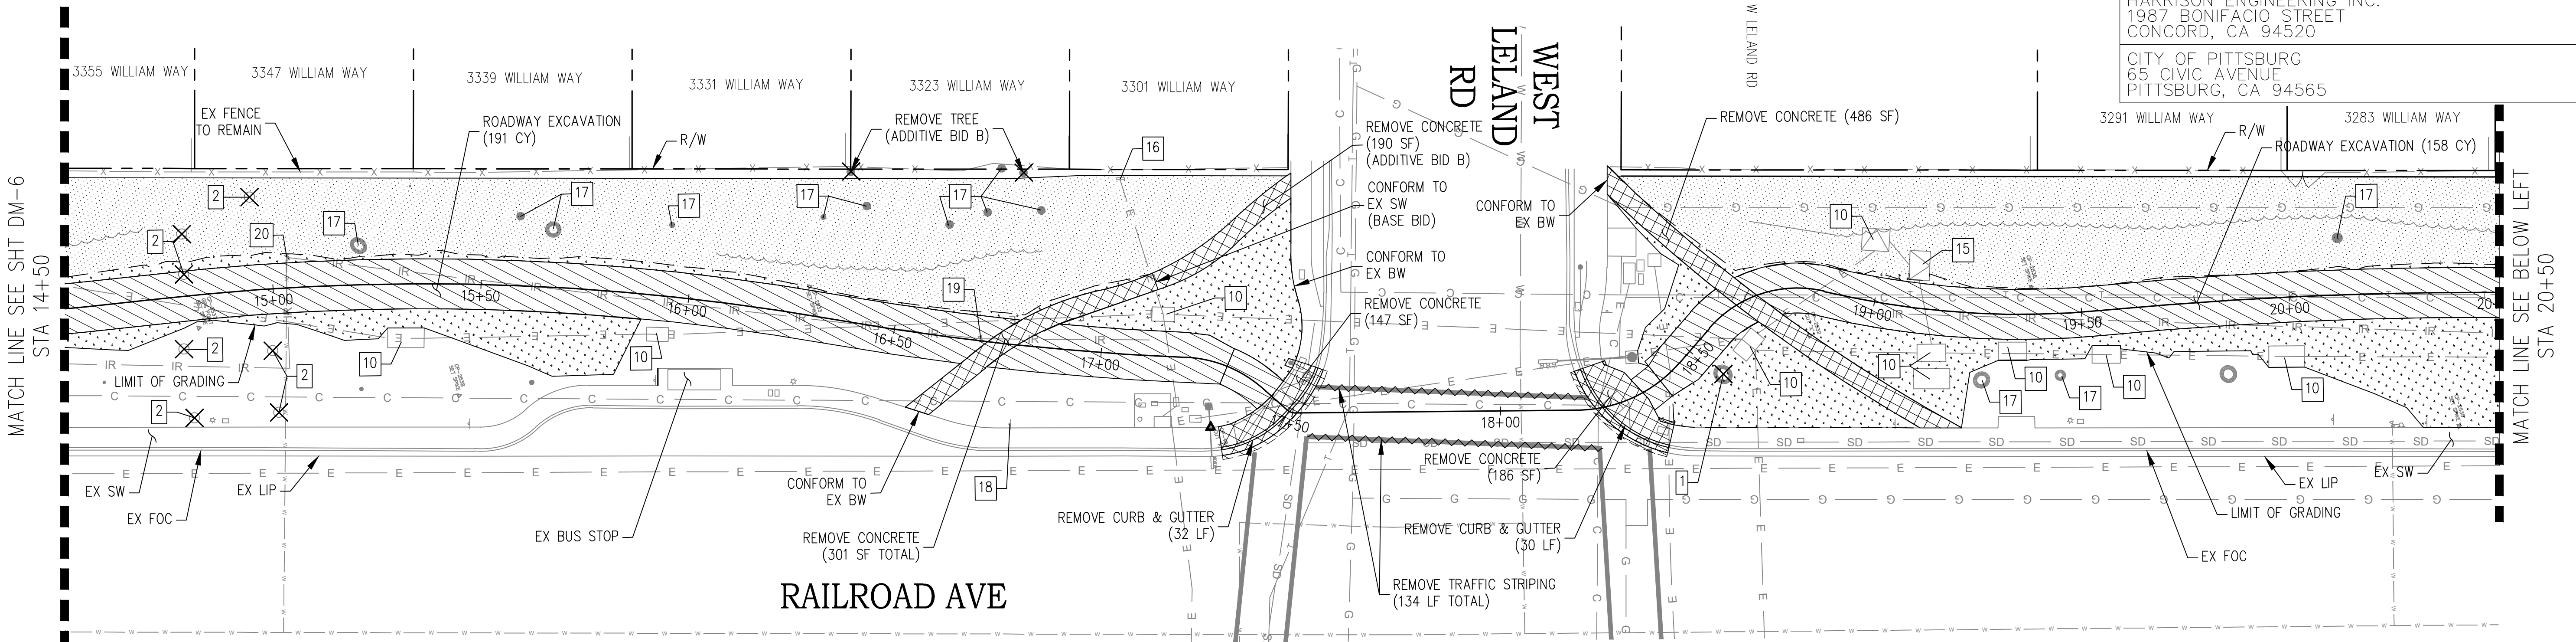 HARRISON ENGINEERING INC.
1987 BONIFACIO STREET
CONCORD, CA 94520
CITY OF PITTSBURG
65 CIVIC AVENUE
PITTSBURG, CA 94565
3355 WILLIAM WAY
3347 WILLIAM WAY
3339 WILLIAM WAY
3331 WILLIAM WAY
3323 WILLIAM WAY
3301 WILLIAM WAY
WEST
LELAND
RD
W LELAND RD
3291 WILLIAM WAY
3283 WILLIAM WAY
EX FENCE
TO REMAIN
ROADWAY EXCAVATION
(191 CY)
R/W
REMOVE TREE
(ADDITIVE BID B)
16
REMOVE CONCRETE
(190 SF)
(ADDITIVE BID B)
CONFORM TO
EX SW
(BASE BID)
CONFORM TO
EX BW
REMOVE CONCRETE
(147 SF)
CONFORM TO
EX BW
REMOVE CONCRETE (486 SF)
R/W
ROADWAY EXCAVATION (158 CY)
MATCH LINE SEE SHT DM-6
STA 14+50
2
2
20
17
17
17
17
17
19
10
10
15
17
15+00
15+50
16+00
16+50
17+00
17+50
18+00
18+50
19+00
19+50
20+00
20
2
2
2
LIMIT OF GRADING
10
10
10
10
10
10
10
17
17
1
18
EX SW
EX FOC
EX LIP
EX BUS STOP
CONFORM TO
EX BW
REMOVE CONCRETE
(301 SF TOTAL)
REMOVE CURB & GUTTER
(32 LF)
REMOVE CONCRETE
(186 SF)
REMOVE CURB & GUTTER
(30 LF)
REMOVE TRAFFIC STRIPING
(134 LF TOTAL)
EX SW
EX LIP
LIMIT OF GRADING
EX FOC
RAILROAD AVE
MATCH LINE SEE BELOW LEFT
STA 20+50